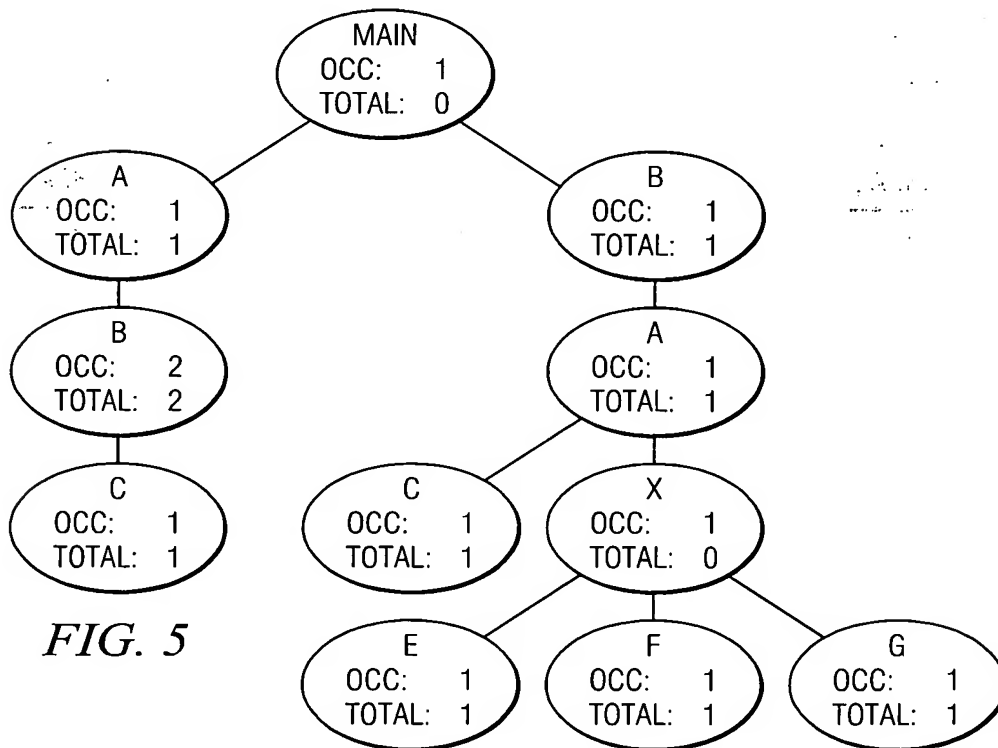 MAIN
OCC: 1
TOTAL: 0
A
OCC: 1
TOTAL: 1
B
OCC: 1
TOTAL: 1
B
OCC: 2
TOTAL: 2
A
OCC: 1
TOTAL: 1
C
OCC: 1
TOTAL: 1
C
OCC: 1
TOTAL: 1
X
OCC: 1
TOTAL: 0
FIG. 5
E
OCC: 1
TOTAL: 1
F
OCC: 1
TOTAL: 1
G
OCC: 1
TOTAL: 1